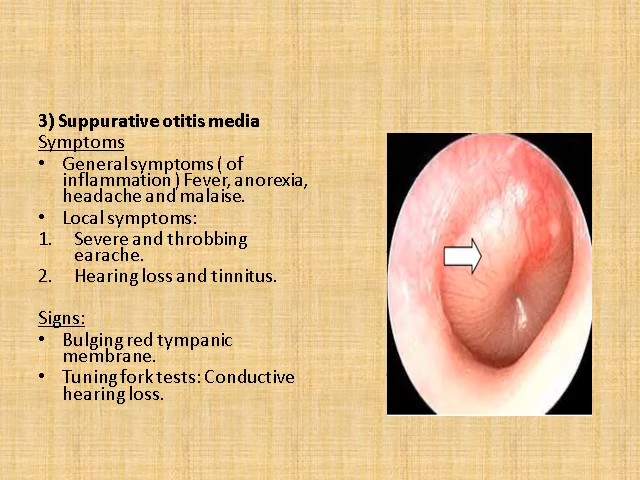 3) Suppurative otitis media
Symptoms
• General symptoms ( of
inflammation ) Fever, anorexia,
headache and malaise.
• Local symptoms:
1. Severe and throbbing
earache.
2. Hearing loss and tinnitus.
Signs:
• Bulging red tympanic
membrane.
• Tuning fork tests: Conductive
hearing loss.